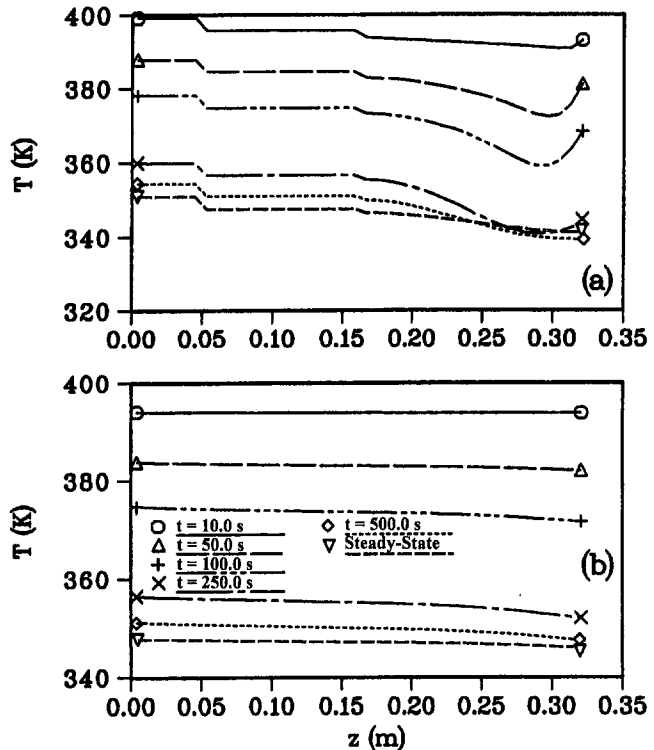 400
380
360
340
320
T (K)
(a)
0.00 0.05 0.10 0.15 0.20 0.25 0.30 0.35
400
380
360
340
T (K)
t = 10.0 s
t = 50.0 s
t = 100.0 s
t = 250.0 s
t = 500.0 s
Steady-State
(b)
0.00 0.05 0.10 0.15 0.20 0.25 0.30 0.35
z (m)